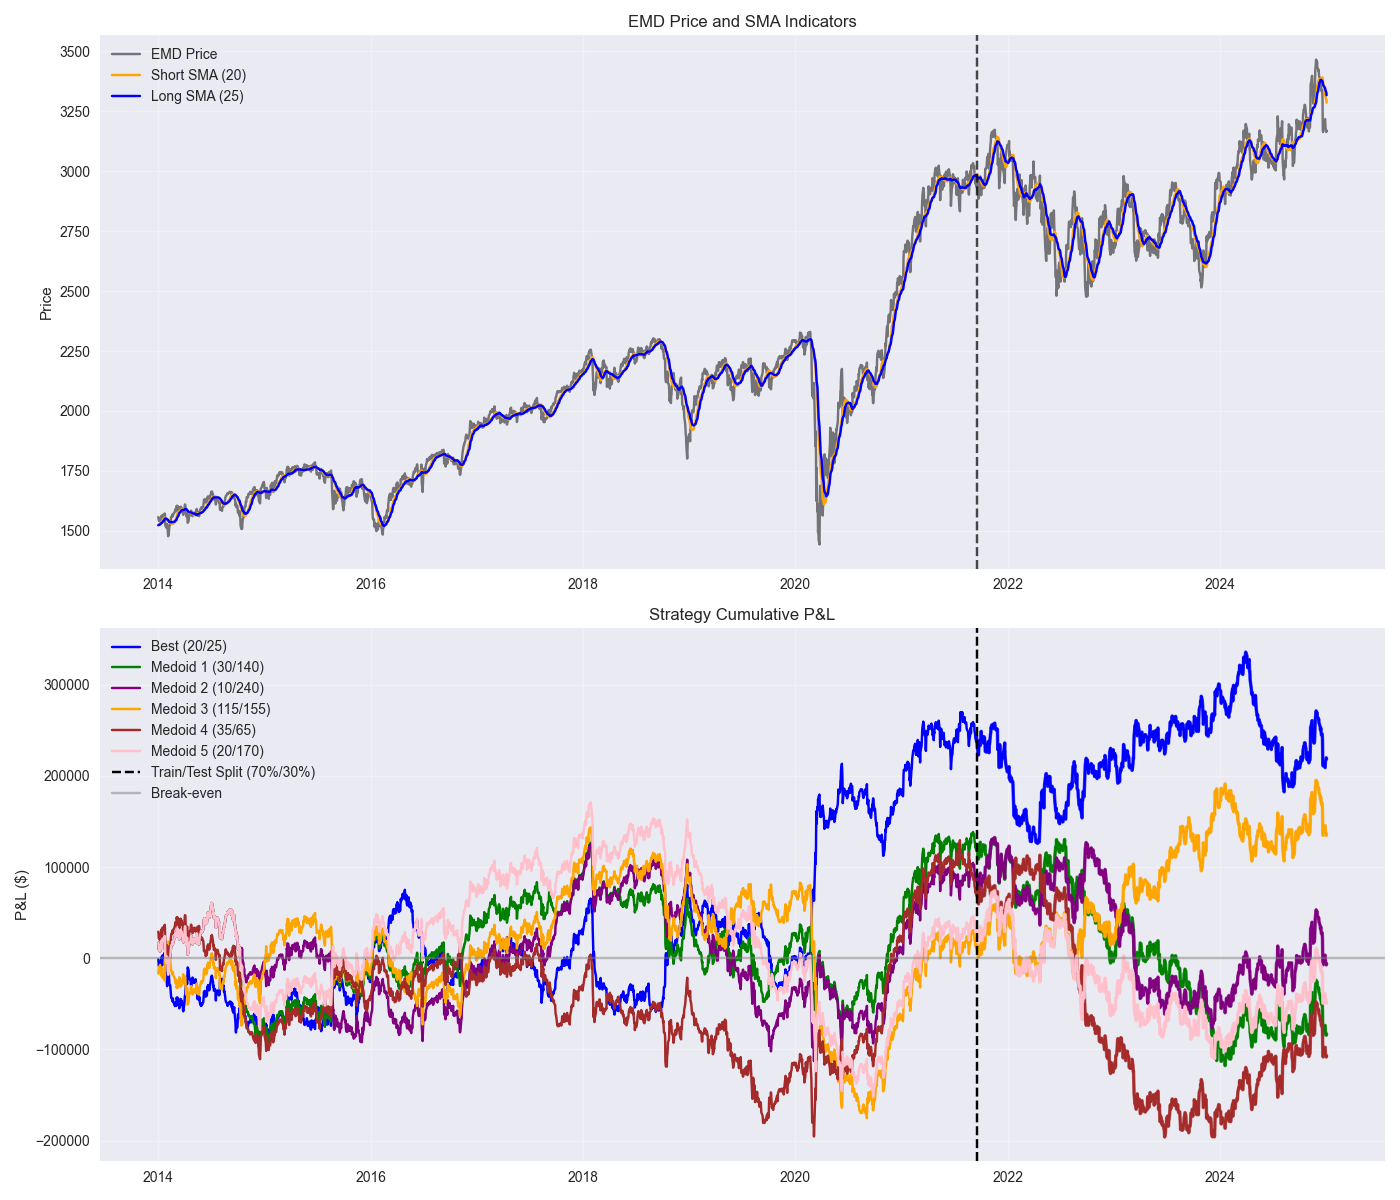 EMD Price and SMA Indicators
EMD Price
Short SMA (20)
Long SMA (25)
3500
3250
3000
2750
2500
2250
2000
1750
1500
Price
2014
2016
2018
2020
2022
2024
Strategy Cumulative P&L
Best (20/25)
Medoid 1 (30/140)
Medoid 2 (10/240)
Medoid 3 (115/155)
Medoid 4 (35/65)
Medoid 5 (20/170)
Train/Test Split (70%/30%)
Break-even
300000
200000
100000
0
−100000
−200000
P&L ($)
2014
2016
2018
2020
2022
2024